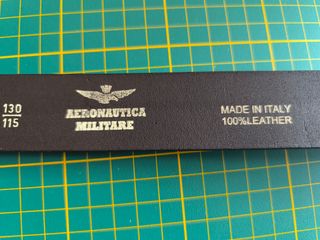 130
115
AERONAUTICA
MILITARE
MADE IN ITALY
100%LEATHER